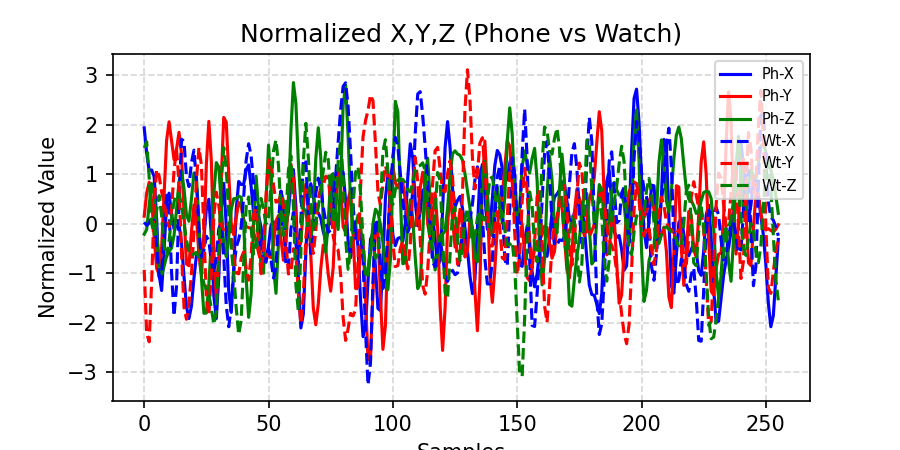 Normalized X,Y,Z (Phone vs Watch)
Normalized Value
3
2
1
0
−1
−2
−3
Ph-X
Ph-Y
Ph-Z
Wt-X
Wt-Y
Wt-Z
0 50 100 150 200 250
Samples